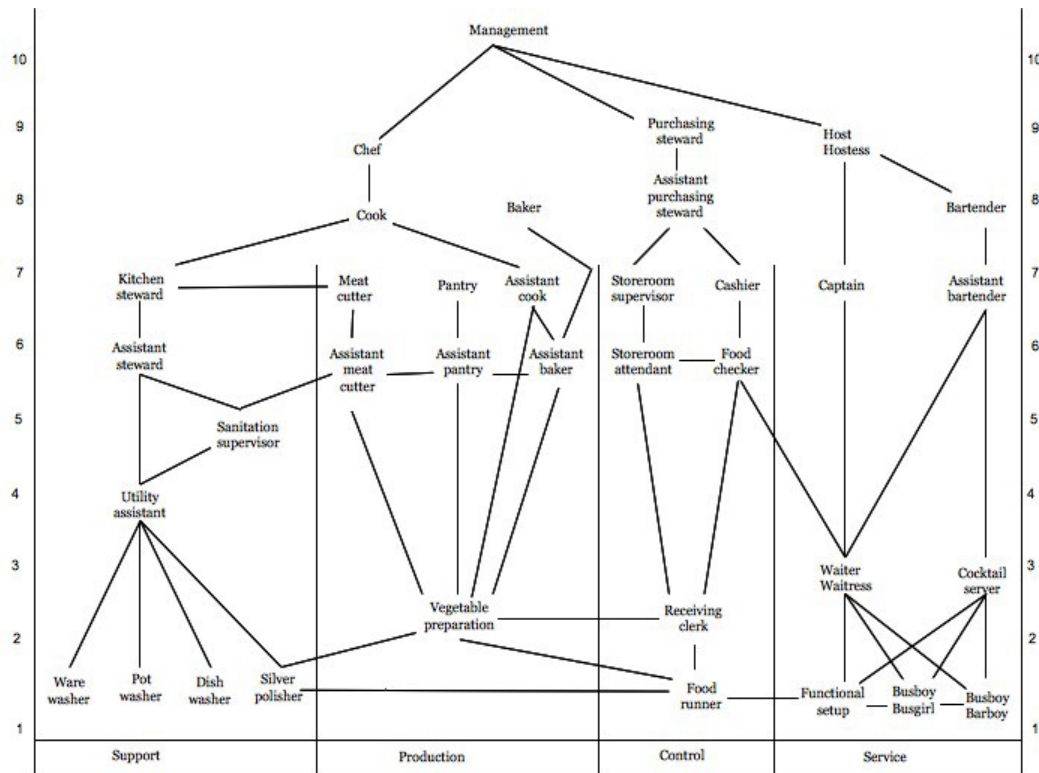 Management
10
10
9
Purchasing
steward
Host
Hostess
9
Chef
8
Assistant
purchasing
steward
Cook
Baker
Bartender
8
7
Kitchen
steward
Meat
cutter
Pantry
Assistant
cook
Storeroom
supervisor
Cashier
Captain
Assistant
bartender
7
6
Assistant
steward
Assistant
meat
cutter
Assistant
pantry
Assistant
baker
Storeroom
attendant
Food
checker
6
5
Sanitation
supervisor
5
4
Utility
assistant
4
3
Waiter
Waitress
Cocktail
server
3
Vegetable
preparation
Receiving
clerk
2
2
Ware
washer
Pot
washer
Dish
washer
Silver
polisher
Food
runner
Functional
setup
Busboy
Busgirl
Busboy
Barboy
1
1
Support
Production
Control
Service